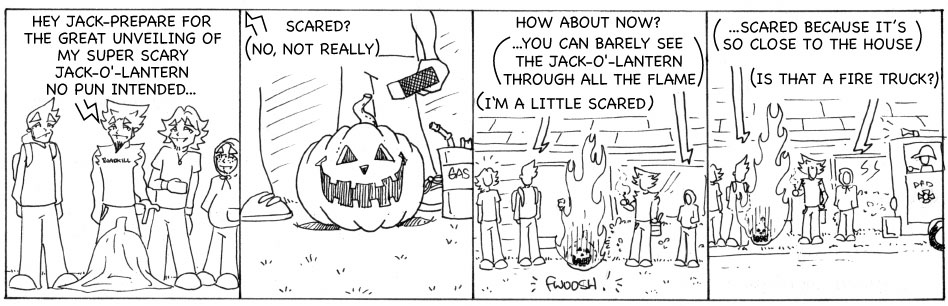 HEY JACK-PREPARE FOR
THE GREAT UNVEILING OF
MY SUPER SCARY
JACK-O'-LANTERN
NO PUN INTENDED...
ROADKILL
SCARED?
(NO, NOT REALLY)
GAS
HOW ABOUT NOW?
(...YOU CAN BARELY SEE
THE JACK-O'-LANTERN
THROUGH ALL THE FLAME)
(I'M A LITTLE SCARED)
FWOOSH!
(...SCARED BECAUSE IT'S
SO CLOSE TO THE HOUSE)
(IS THAT A FIRE TRUCK?)
DFD